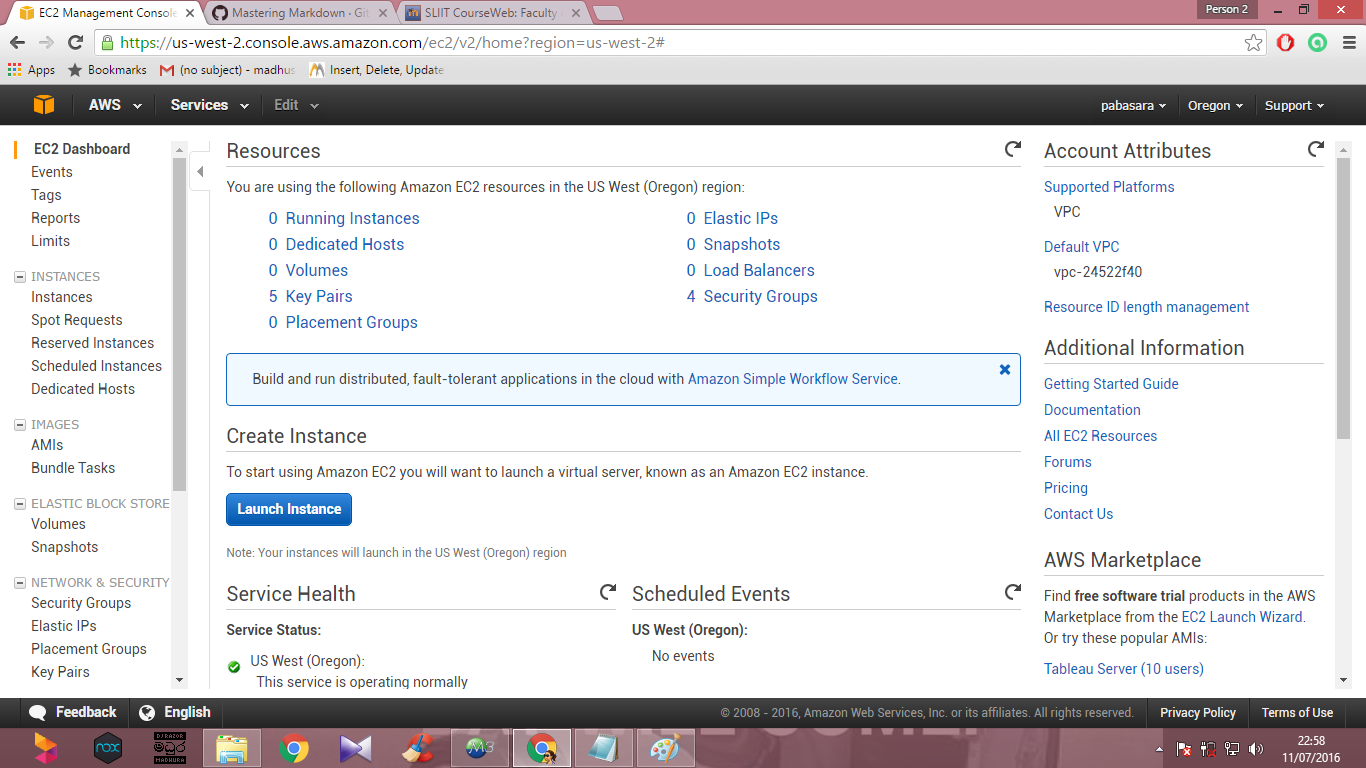 EC2 Management Console
Mastering Markdown · Git
SLIIT CourseWeb: Faculty
Person 2
https://us-west-2.console.aws.amazon.com/ec2/v2/home?region=us-west-2#
Apps
Bookmarks
(no subject) - madhus
Insert, Delete, Update
AWS
Services
Edit
pabasara
Oregon
Support
EC2 Dashboard
Events
Tags
Reports
Limits
INSTANCES
Instances
Spot Requests
Reserved Instances
Scheduled Instances
Dedicated Hosts
IMAGES
AMIs
Bundle Tasks
ELASTIC BLOCK STORE
Volumes
Snapshots
NETWORK & SECURITY
Security Groups
Elastic IPs
Placement Groups
Key Pairs
Resources
You are using the following Amazon EC2 resources in the US West (Oregon) region:
0 Running Instances
0 Elastic IPs
0 Dedicated Hosts
0 Snapshots
0 Volumes
0 Load Balancers
5 Key Pairs
4 Security Groups
0 Placement Groups
Build and run distributed, fault-tolerant applications in the cloud with Amazon Simple Workflow Service.
Create Instance
To start using Amazon EC2 you will want to launch a virtual server, known as an Amazon EC2 instance.
Launch Instance
Note: Your instances will launch in the US West (Oregon) region
Service Health
Service Status:
US West (Oregon):
This service is operating normally
Scheduled Events
US West (Oregon):
No events
Account Attributes
Supported Platforms
VPC
Default VPC
vpc-24522f40
Resource ID length management
Additional Information
Getting Started Guide
Documentation
All EC2 Resources
Forums
Pricing
Contact Us
AWS Marketplace
Find free software trial products in the AWS
Marketplace from the EC2 Launch Wizard.
Or try these popular AMIs:
Tableau Server (10 users)
Feedback
English
© 2008 - 2016, Amazon Web Services, Inc. or its affiliates. All rights reserved.
Privacy Policy
Terms of Use
nox
DJ RAZOR
MADHURA
22:58
11/07/2016